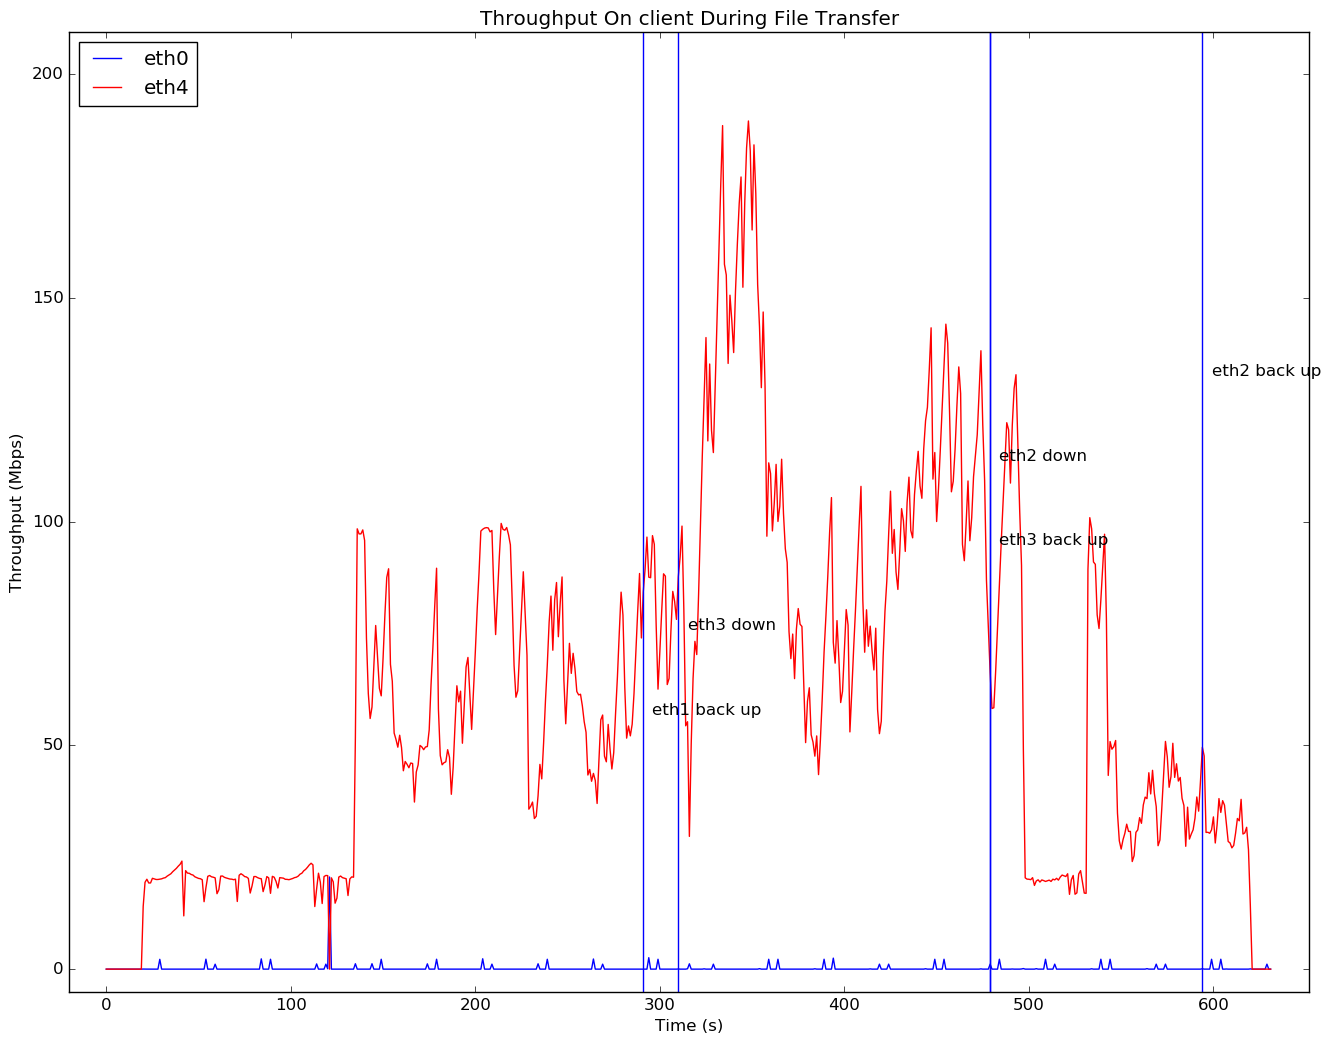 Throughput On client During File Transfer
eth0
eth4
200
150
100
50
0
Throughput (Mbps)
eth2 back up
eth2 down
eth3 back up
eth3 down
eth1 back up
0 100 200 300 400 500 600
Time (s)